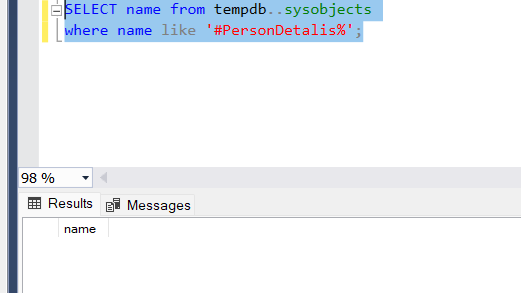 SELECT name from tempdb..sysobjects
where name like '#PersonDetalis%';
98 %
Results Messages
name